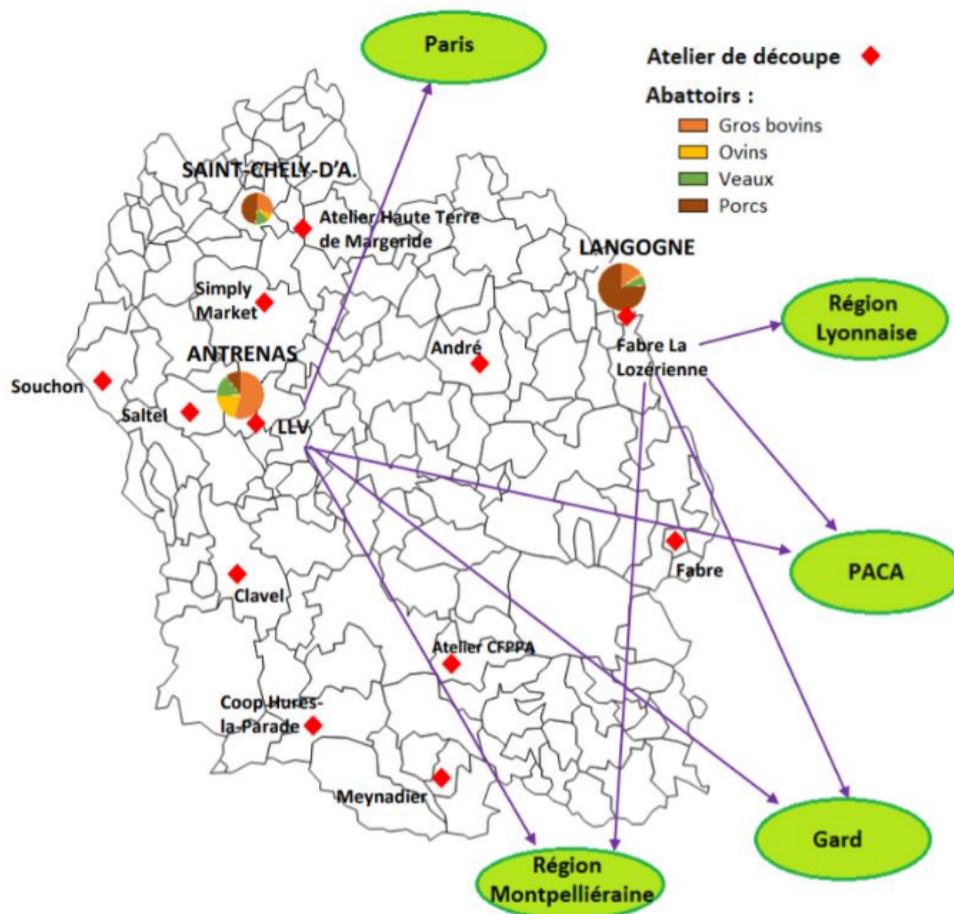 Paris
Atelier de découpe
Abattoirs :
Gros bovins
Ovins
Veaux
Porcs
SAINT-CHELY-D'A.
Atelier Haute Terre
de Margeride
LANGOGNE
Simply
Market
Région
Lyonnaise
ANTRENAS
André
Fabre La
Lozérienne
Souchon
Saltel
LLV
PACA
Fabre
Clavel
Atelier CFPPA
Coop Hures-
la-Parade
Meynadier
Gard
Région
Montpelliéraine